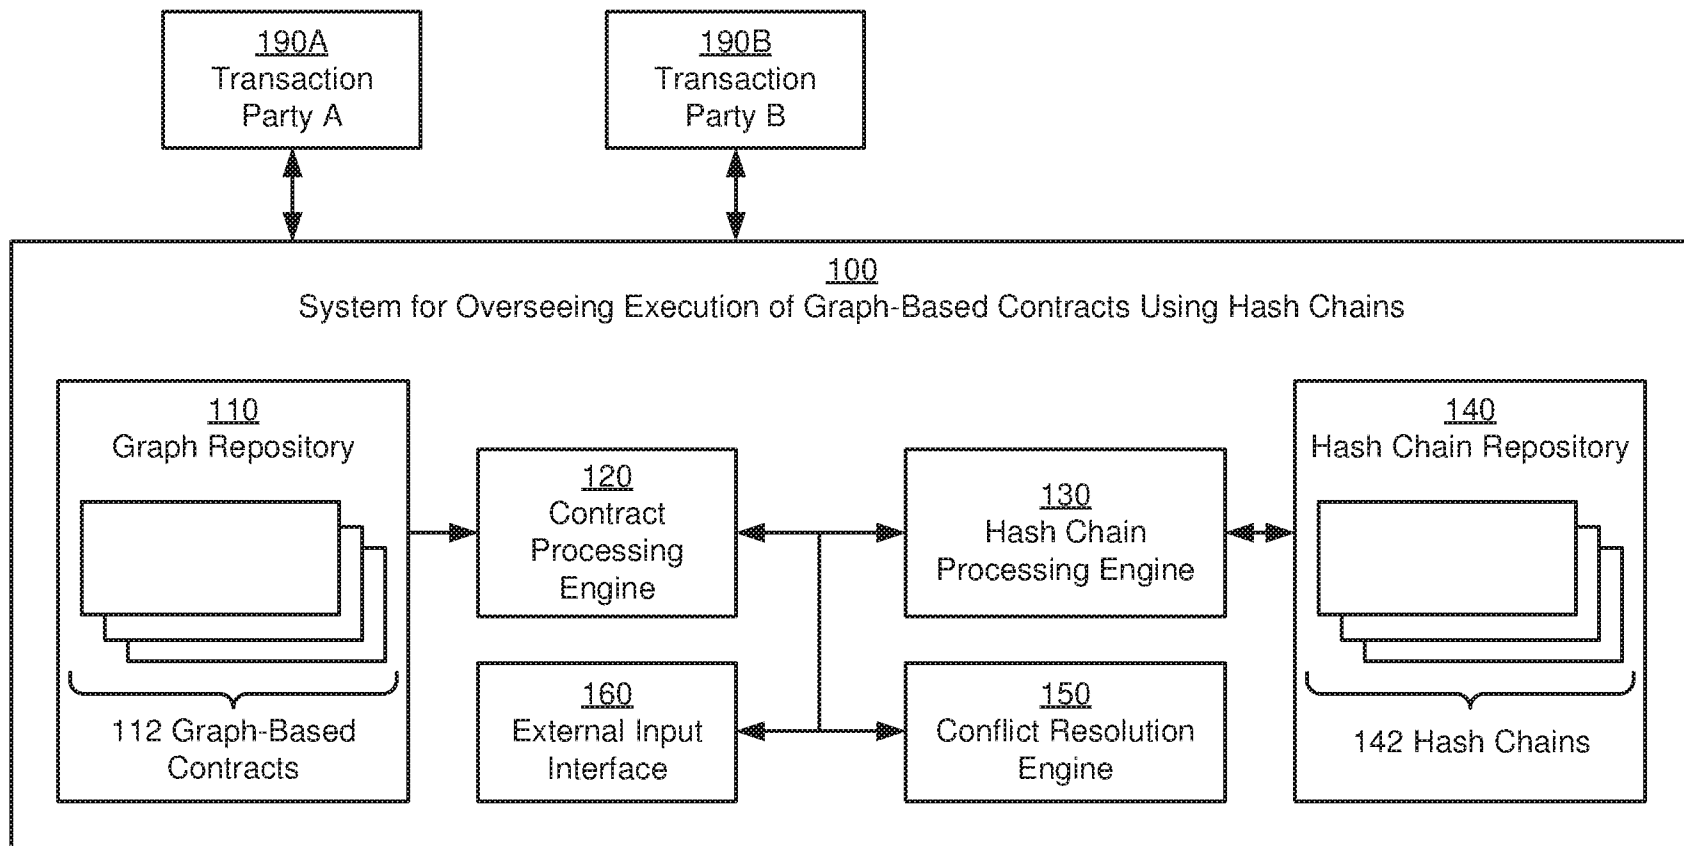 190A
Transaction
Party A
190B
Transaction
Party B
100
System for Overseeing Execution of Graph-Based Contracts Using Hash Chains
110
Graph Repository
112 Graph-Based
Contracts
120
Contract
Processing
Engine
130
Hash Chain
Processing Engine
140
Hash Chain Repository
142 Hash Chains
160
External Input
Interface
150
Conflict Resolution
Engine